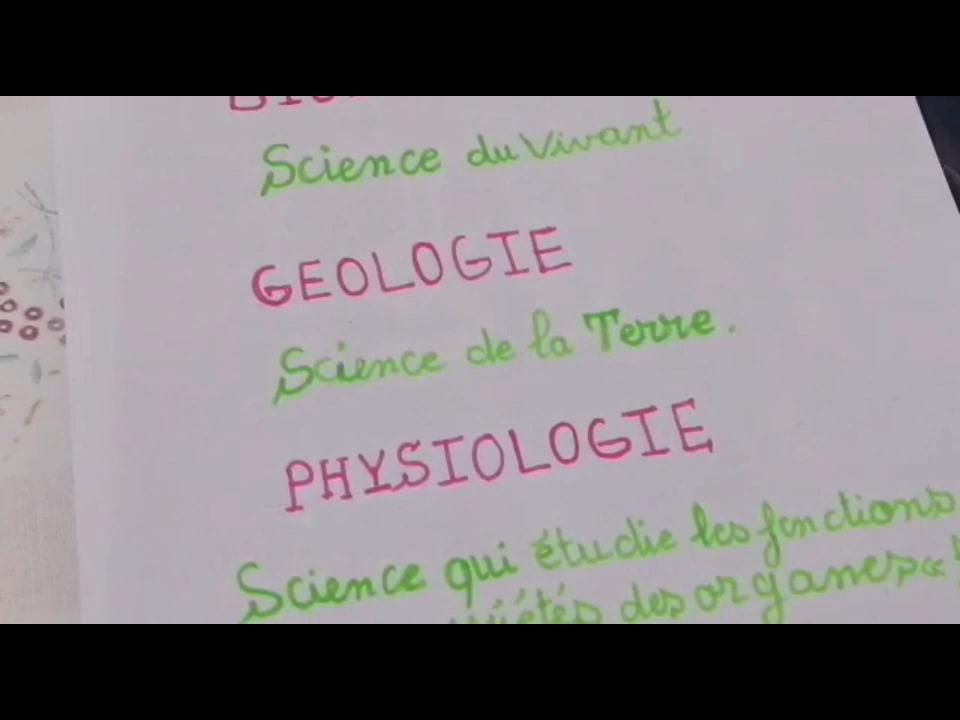 Science du Vivant
GEOLOGIE
Science de la Terre.
PHYSIOLOGIE
Science qui étudie les fonctions
des organes